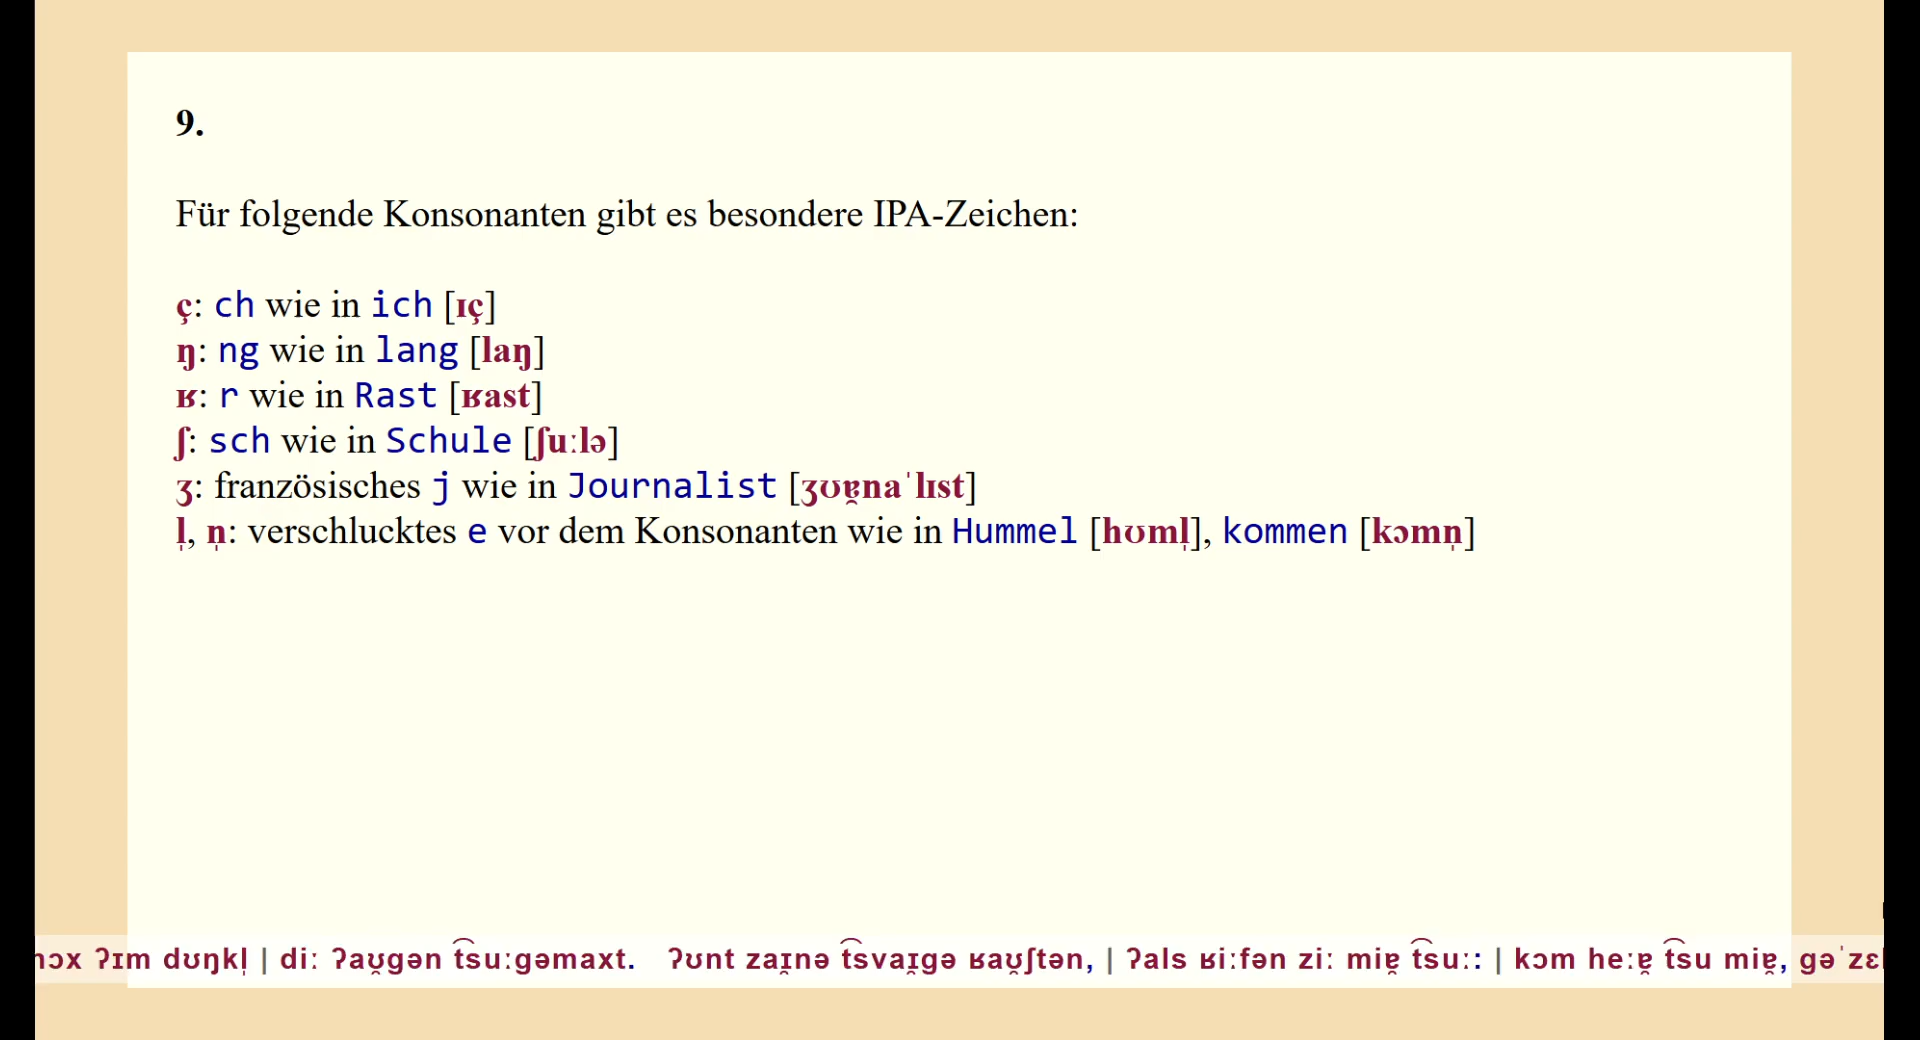 9.
Für folgende Konsonanten gibt es besondere IPA-Zeichen:
ç: ch wie in ich [ɪç]
ŋ: ng wie in lang [laŋ]
ʁ: r wie in Rast [ʁast]
ʃ: sch wie in Schule [ʃuːlə]
ʒ: französisches j wie in Journalist [ʒʊɐ̯naˈlɪst]
l̩, n̩: verschlucktes e vor dem Konsonanten wie in Hummel [hʊml̩], kommen [kɔmn̩]
ʔɪm dʊŋkl̩ | diː ʔaʊ̯gən t͡suːgəmaxt. ʔʊnt zaɪ̯nə t͡svaɪ̯gə ʁaʊ̯ʃtən, | ʔals ʁiːfən ziː miɐ̯ t͡suː: | kɔm heːɐ̯ t͡su miɐ̯,